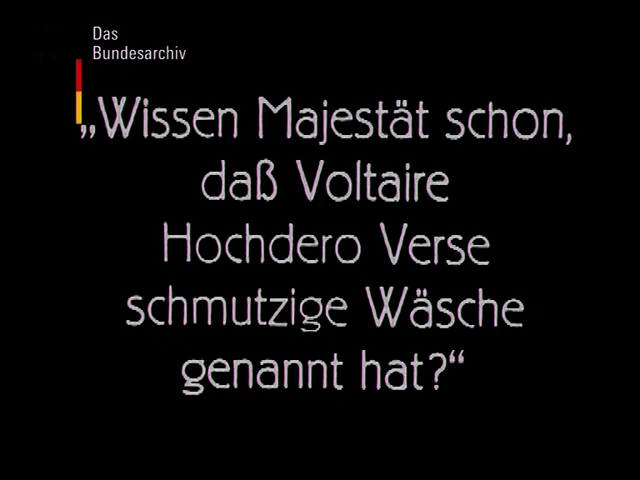 Das
Bundesarchiv
„Wissen Majestät schon,
daß Voltaire
Hochdero Verse
schmutzige Wäsche
genannt hat?“